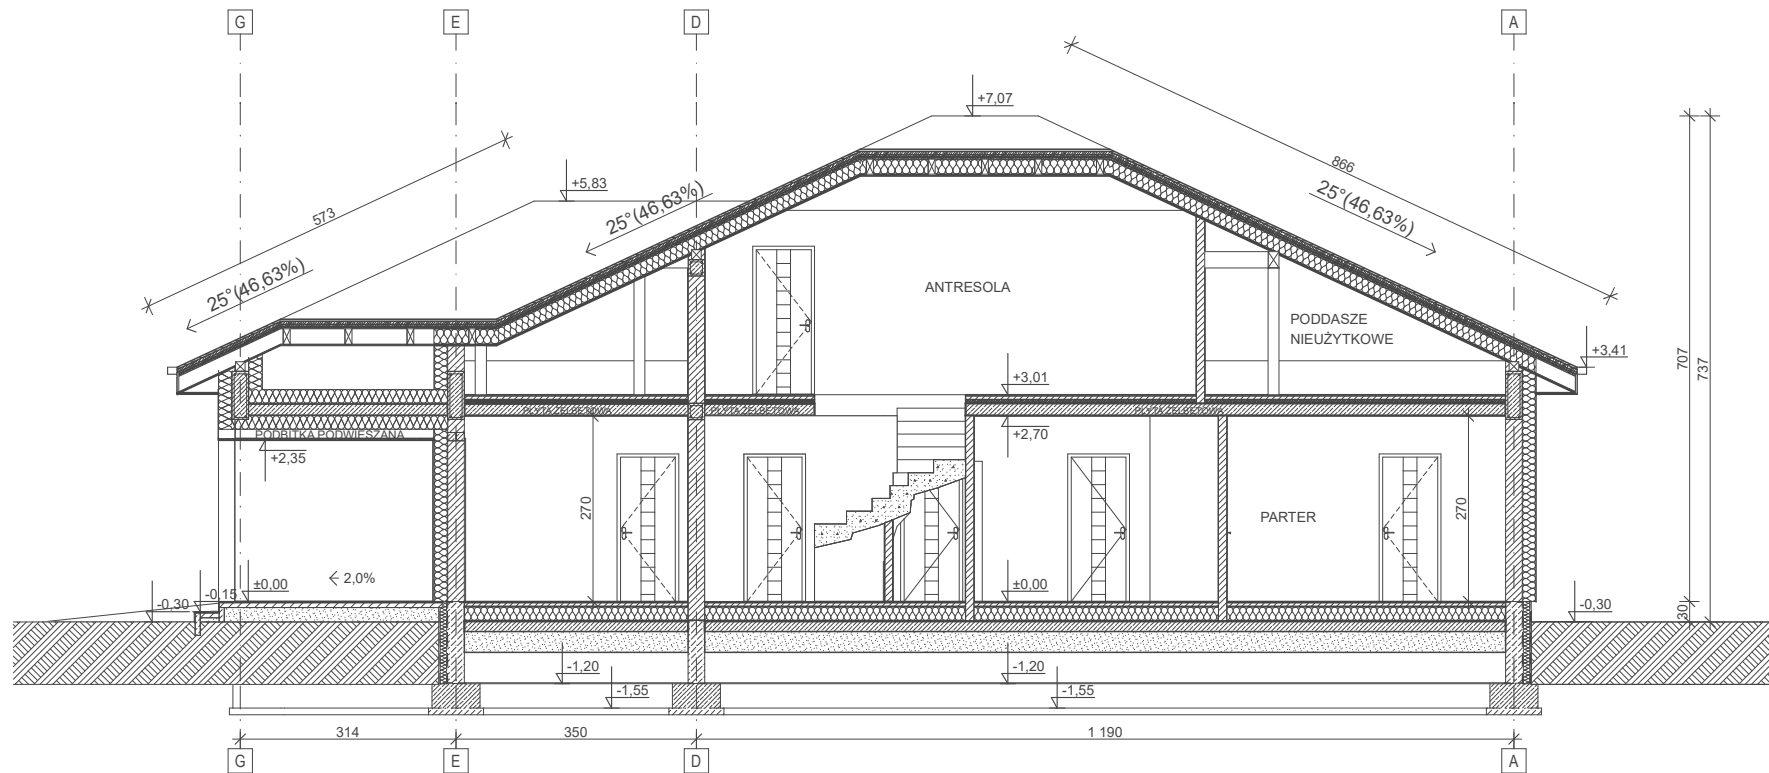 G
E
D
A
+7,07
866
25°(46,63%)
+5,83
25°(46,63%)
573
25°(46,63%)
ANTRESOLA
PODDASZE
NIEUŻYTKOWE
+3,41
707
737
+3,01
PŁYTA ŻELBETOWA
PŁYTA ŻELBETOWA
PŁYTA ŻELBETOWA
PODBITKA PODWIESZANA
+2,70
+2,35
270
PARTER
270
2,0%
±0,00
±0,00
-0,15
-0,30
-0,30
30
-1,20
-1,20
-1,55
-1,55
314
350
1 190
G
E
D
A